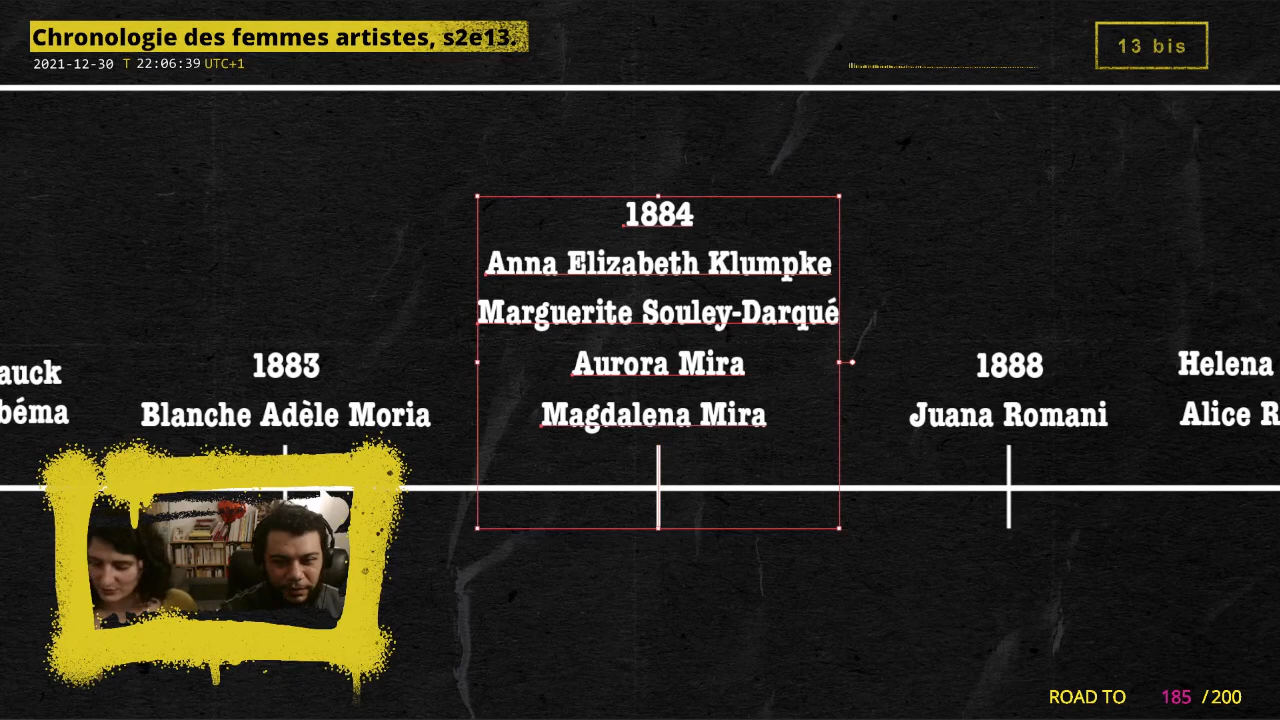 Chronologie des femmes artistes, s2e13.
2021-12-30 T 22:06:39 UTC+1
13 bis
1884
Anna Elizabeth Klumpke
Marguerite Souley-Darqué
Aurora Mira
Magdalena Mira
auck
béma
1883
Blanche Adèle Moria
1888
Juana Romani
Helena
Alice R
ROAD TO 185 / 200